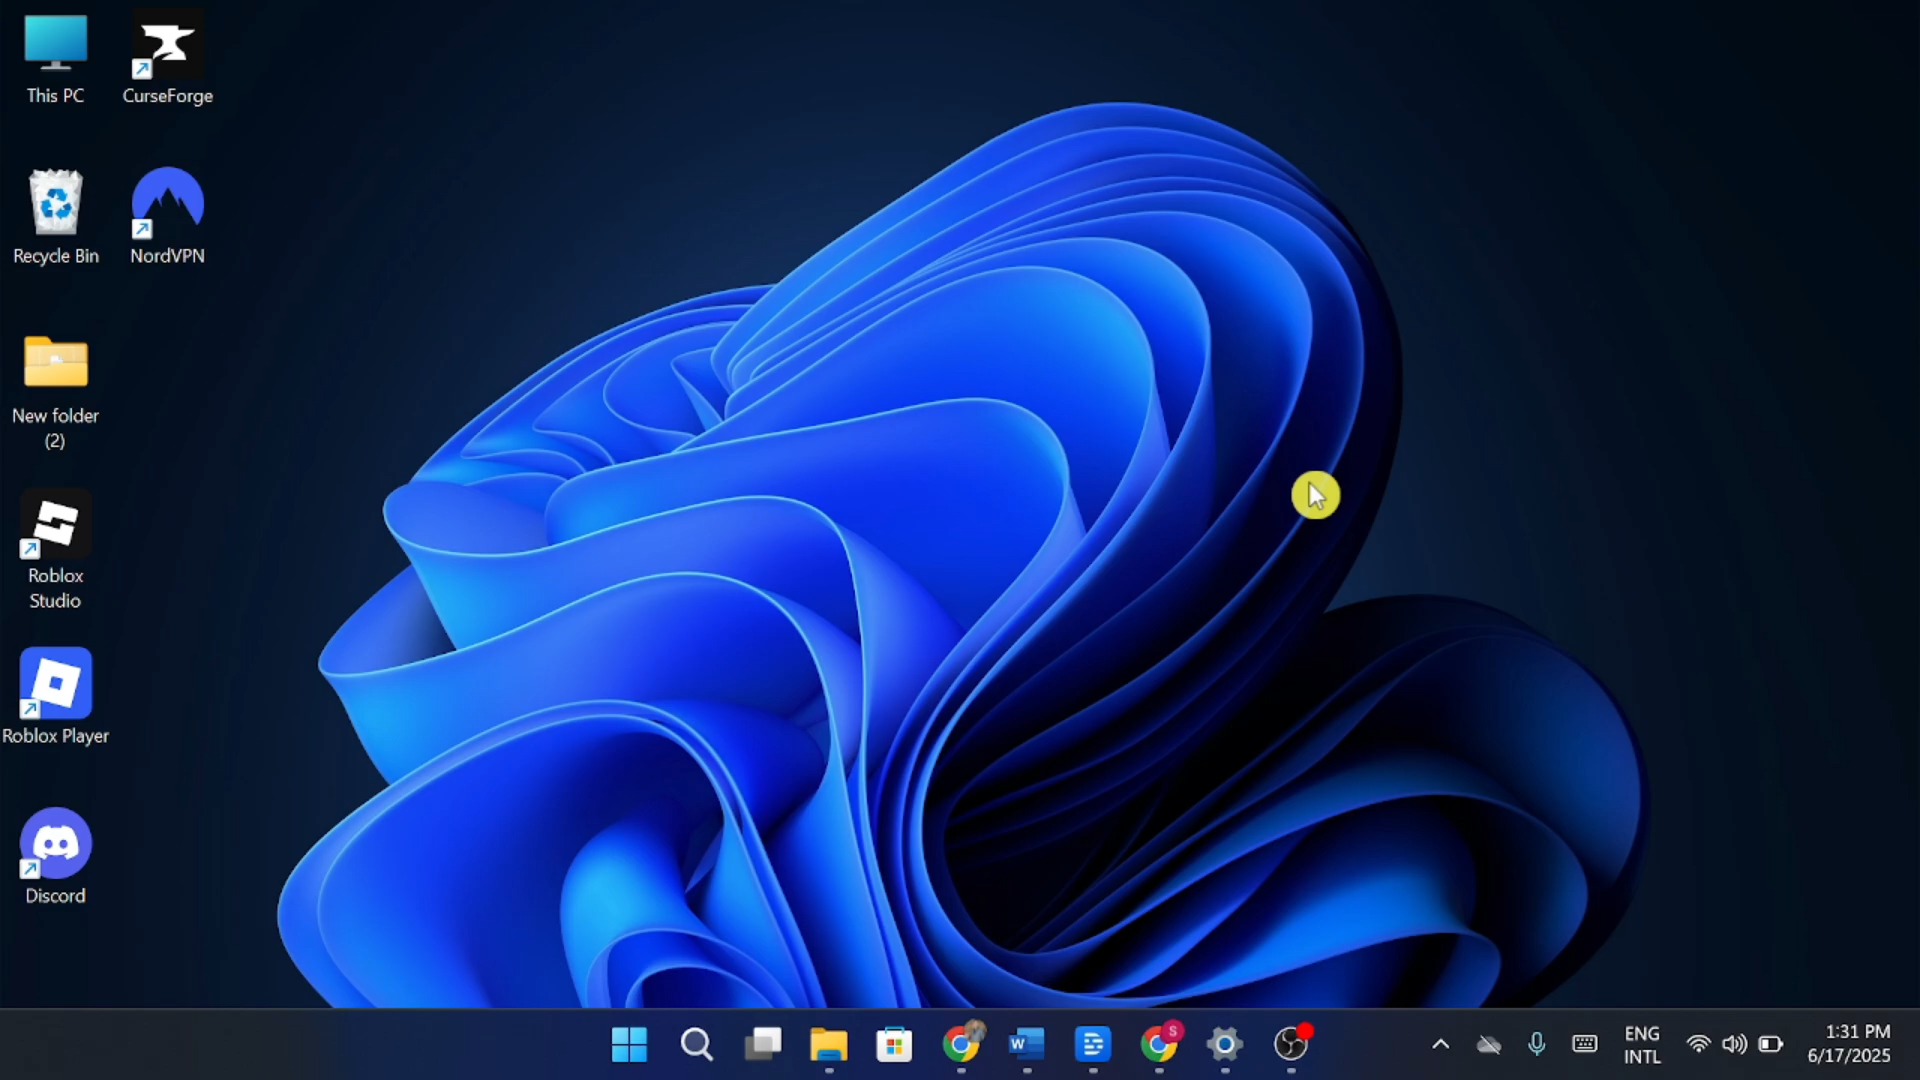 This PC
CurseForge
Recycle Bin
NordVPN
New folder
(2)
Roblox
Studio
Roblox Player
Discord
W
S
ENG
INTL
1:31 PM
6/17/2025